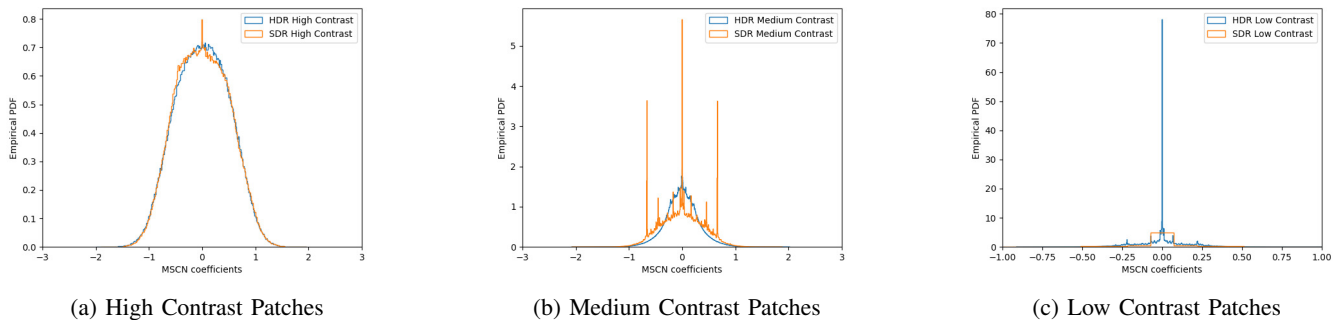 HDR High Contrast
SDR High Contrast
0.8
0.7
0.6
0.5
0.4
0.3
0.2
0.1
0.0
Empirical PDF
−3 −2 −1 0 1 2 3
MSCN coefficients
(a) High Contrast Patches
HDR Medium Contrast
SDR Medium Contrast
5
4
3
2
1
0
Empirical PDF
−3 −2 −1 0 1 2 3
MSCN coefficients
(b) Medium Contrast Patches
HDR Low Contrast
SDR Low Contrast
80
70
60
50
40
30
20
10
0
Empirical PDF
−1.00 −0.75 −0.50 −0.25 0.00 0.25 0.50 0.75 1.00
MSCN coefficients
(c) Low Contrast Patches